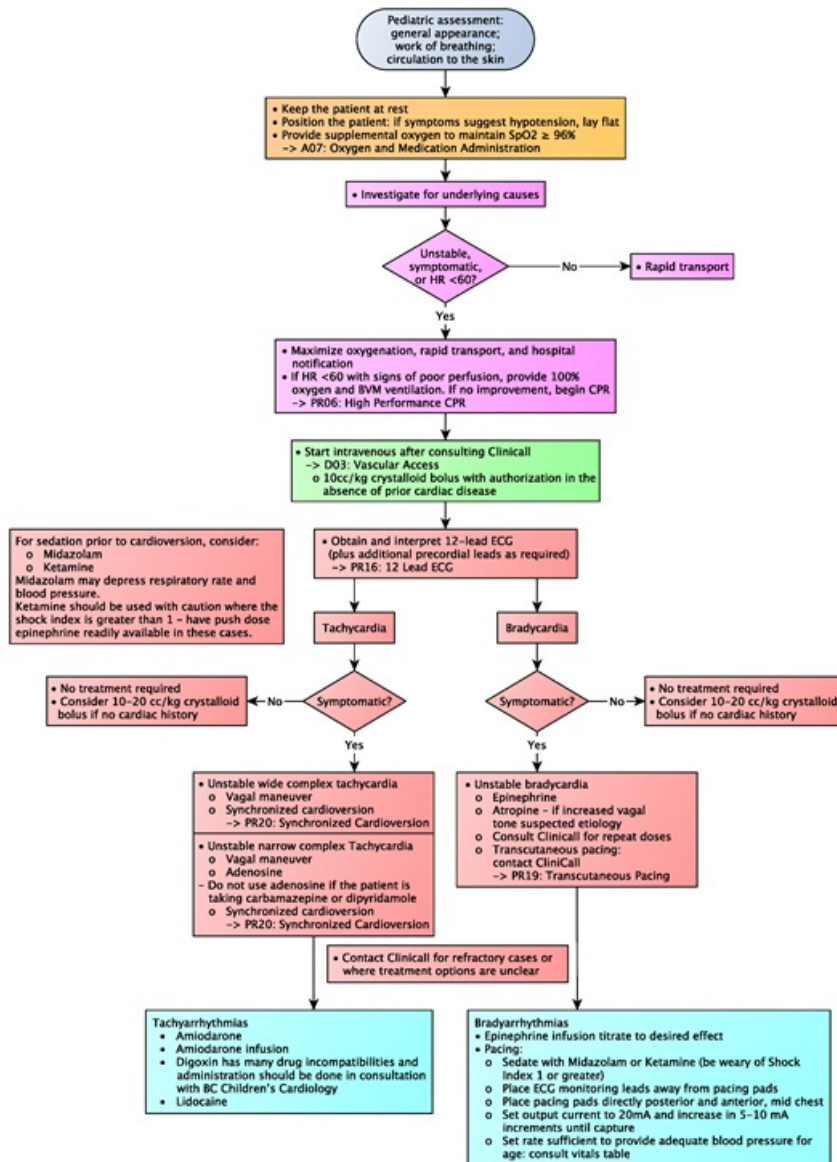 Pediatric assessment:
general appearance;
work of breathing;
circulation to the skin
• Keep the patient at rest
• Position the patient: if symptoms suggest hypotension, lay flat
• Provide supplemental oxygen to maintain SpO2 ≥ 96%
-> A07: Oxygen and Medication Administration
• Investigate for underlying causes
Unstable,
symptomatic,
or HR <60?
No
• Rapid transport
Yes
• Maximize oxygenation, rapid transport, and hospital
notification
• If HR <60 with signs of poor perfusion, provide 100%
oxygen and BVM ventilation. If no improvement, begin CPR
-> PR06: High Performance CPR
• Start intravenous after consulting Clinicall
-> D03: Vascular Access
o 10cc/kg crystalloid bolus with authorization in the
absence of prior cardiac disease
For sedation prior to cardioversion, consider:
o Midazolam
o Ketamine
Midazolam may depress respiratory rate and
blood pressure.
Ketamine should be used with caution where the
shock index is greater than 1 – have push dose
epinephrine readily available in these cases.
• Obtain and interpret 12-lead ECG
(plus additional precordial leads as required)
-> PR16: 12 Lead ECG
Tachycardia
Bradycardia
• No treatment required
• Consider 10-20 cc/kg crystalloid
bolus if no cardiac history
No
Symptomatic?
Symptomatic?
No
• No treatment required
• Consider 10-20 cc/kg crystalloid
bolus if no cardiac history
Yes
Yes
• Unstable wide complex tachycardia
o Vagal maneuver
o Synchronized cardioversion
-> PR20: Synchronized Cardioversion
• Unstable narrow complex Tachycardia
o Vagal maneuver
o Adenosine
– Do not use adenosine if the patient is
taking carbamazepine or dipyridamole
o Synchronized cardioversion
-> PR20: Synchronized Cardioversion
• Unstable bradycardia
o Epinephrine
o Atropine – if increased vagal
tone suspected etiology
o Consult Clinicall for repeat doses
o Transcutaneous pacing:
contact CliniCall
-> PR19: Transcutaneous Pacing
• Contact Clinicall for refractory cases or
where treatment options are unclear
Tachyarrhythmias
• Amiodarone
• Amiodarone infusion
• Digoxin has many drug incompatibilities and
administration should be done in consultation
with BC Children's Cardiology
• Lidocaine
Bradyarrhythmias
• Epinephrine infusion titrate to desired effect
• Pacing:
o Sedate with Midazolam or Ketamine (be weary of Shock
Index 1 or greater)
o Place ECG monitoring leads away from pacing pads
o Place pacing pads directly posterior and anterior, mid chest
o Set output current to 20mA and increase in 5-10 mA
increments until capture
o Set rate sufficient to provide adequate blood pressure for
age: consult vitals table